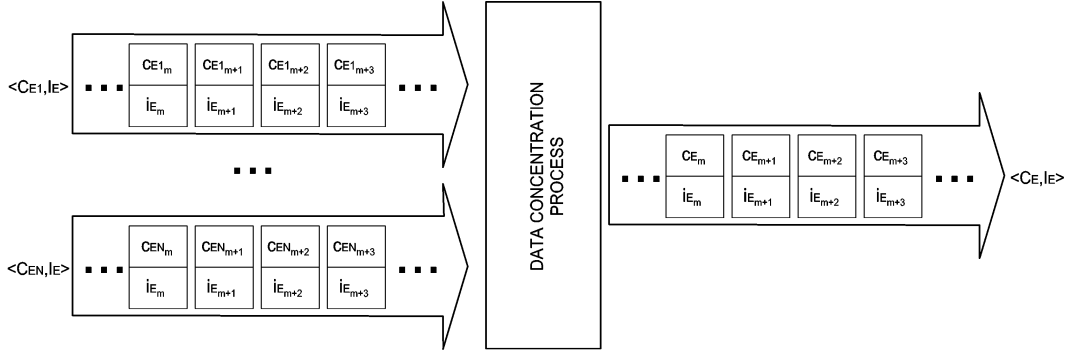 CE1m CE1m+1 CE1m+2 CE1m+3
<CE1,IE> ... ...
iEm iEm+1 iEm+2 iEm+3
...
DATA CONCENTRATION
PROCESS
CEm CEm+1 CEm+2 CEm+3
... ... <CE,IE>
iEm iEm+1 iEm+2 iEm+3
CENm CENm+1 CENm+2 CENm+3
<CEN,IE> ... ...
iEm iEm+1 iEm+2 iEm+3